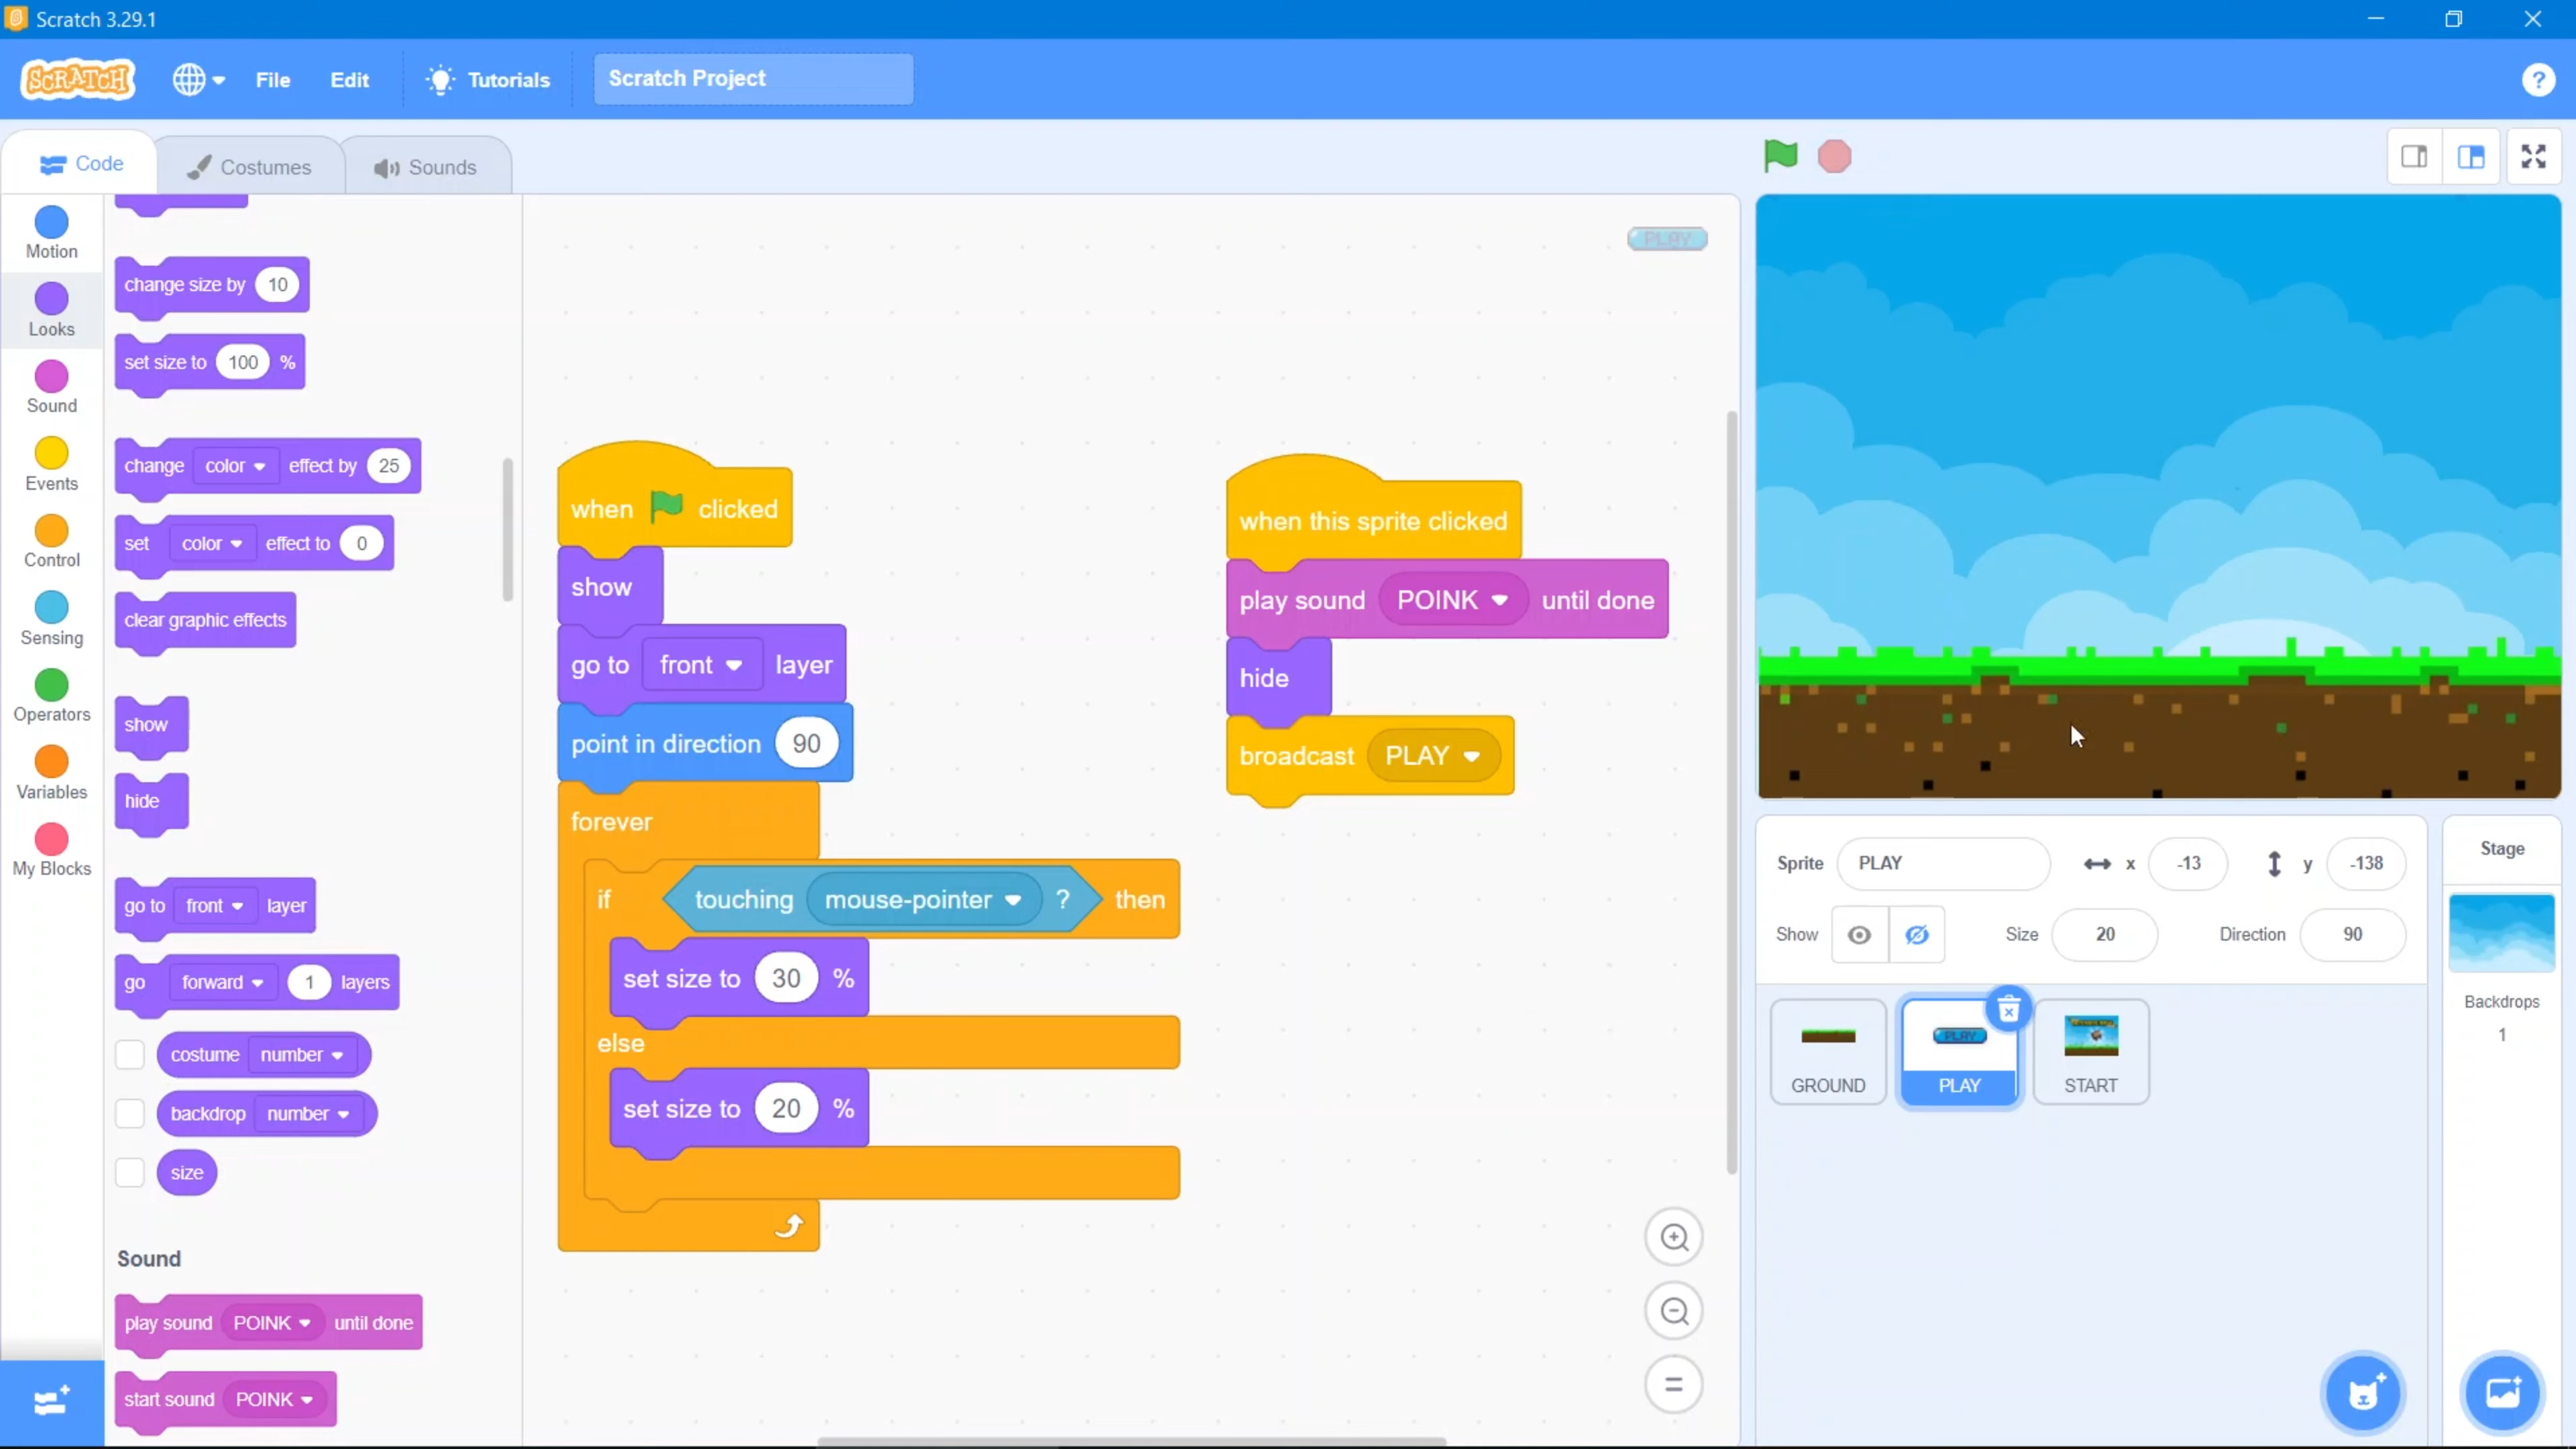 Scratch 3.29.1
SCRATCH
File
Edit
Tutorials
Scratch Project
?
Code
Costumes
Sounds
Motion
Looks
Sound
Events
Control
Sensing
Operators
Variables
My Blocks
change size by 10
set size to 100 %
change color effect by 25
set color effect to 0
clear graphic effects
show
hide
go to front layer
go forward 1 layers
costume number
backdrop number
size
Sound
play sound POINK until done
start sound POINK
when clicked
show
go to front layer
point in direction 90
forever
if touching mouse-pointer ? then
set size to 30 %
else
set size to 20 %
PLAY
when this sprite clicked
play sound POINK until done
hide
broadcast PLAY
Sprite PLAY x -13 y -138
Show Size 20 Direction 90
GROUND
PLAY
PLAY
START
Stage
Backdrops
1